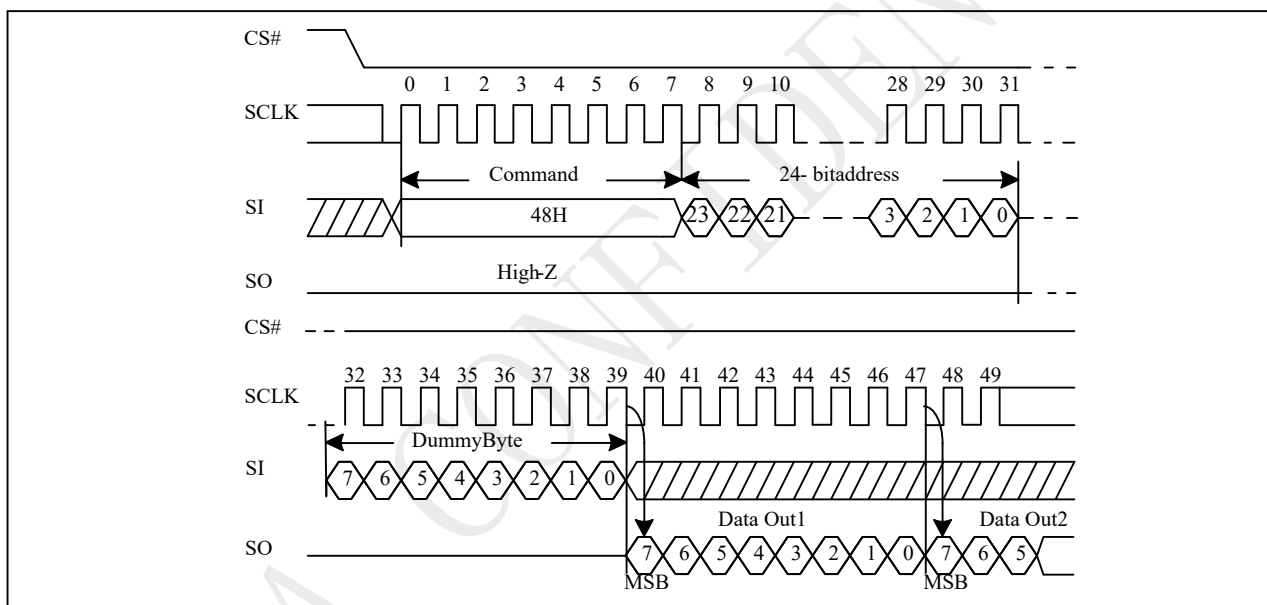 CS#
0 1 2 3 4 5 6 7 8 9 10 28 29 30 31
SCLK
Command 24- bitaddress
SI 48H 23 22 21 3 2 1 0
High-Z
SO
CS#
32 33 34 35 36 37 38 39 40 41 42 43 44 45 46 47 48 49
SCLK
DummyByte
SI 7 6 5 4 3 2 1 0
Data Out1 Data Out2
SO 7 6 5 4 3 2 1 0 7 6 5
MSB MSB
A CONFIDEN